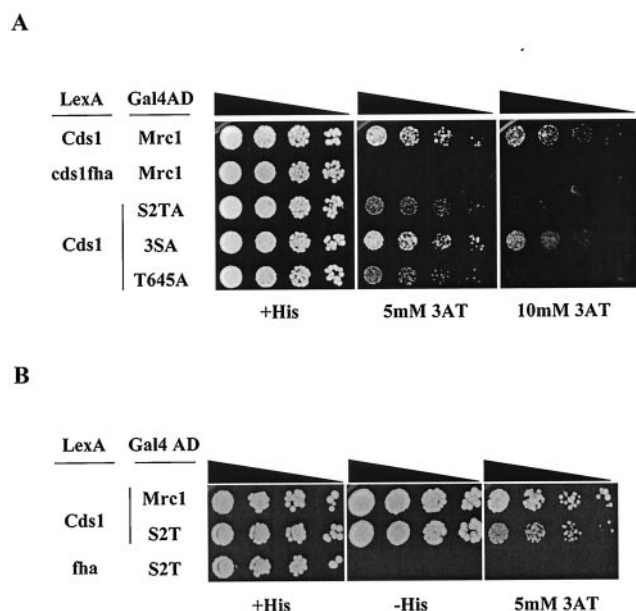 A
LexA Gal4AD
Cds1 Mrc1
cds1fha Mrc1
S2TA
Cds1 3SA
T645A
+His 5mM 3AT 10mM 3AT
B
LexA Gal4 AD
Mrc1
Cds1
S2T
fha S2T
+His -His 5mM 3AT